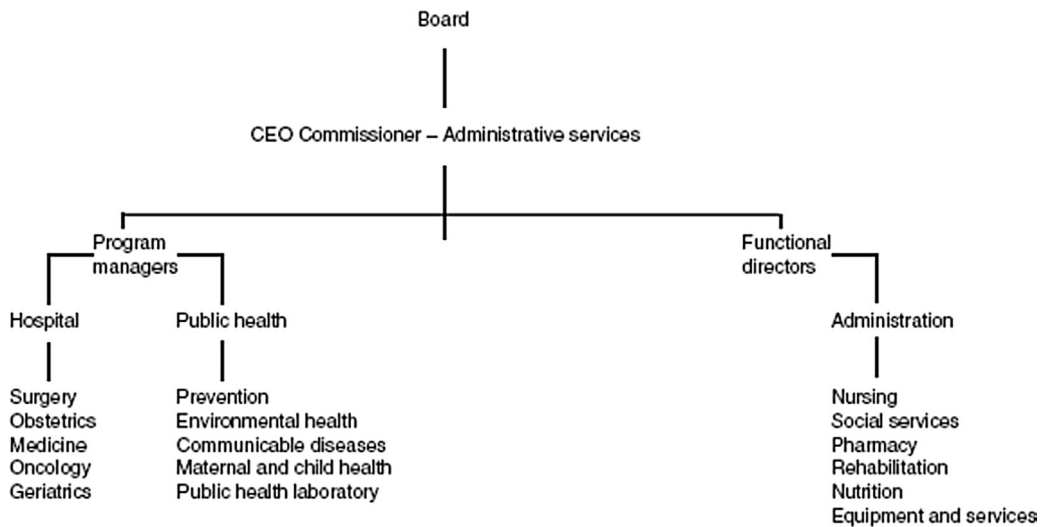 Board
CEO Commissioner – Administrative services
Program
managers
Functional
directors
Hospital
Public health
Administration
Surgery
Obstetrics
Medicine
Oncology
Geriatrics
Prevention
Environmental health
Communicable diseases
Maternal and child health
Public health laboratory
Nursing
Social services
Pharmacy
Rehabilitation
Nutrition
Equipment and services